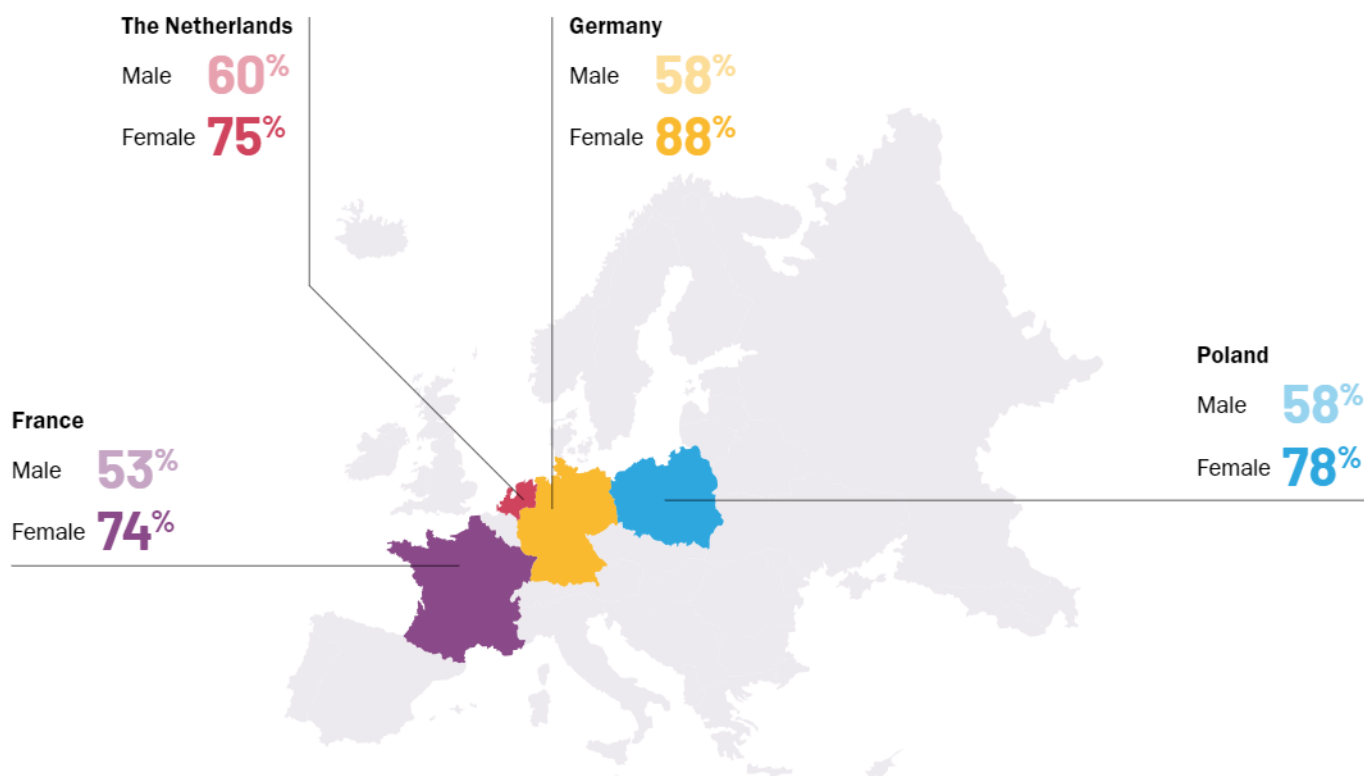 The Netherlands
Male 60%
Female 75%
Germany
Male 58%
Female 88%
Poland
Male 58%
Female 78%
France
Male 53%
Female 74%